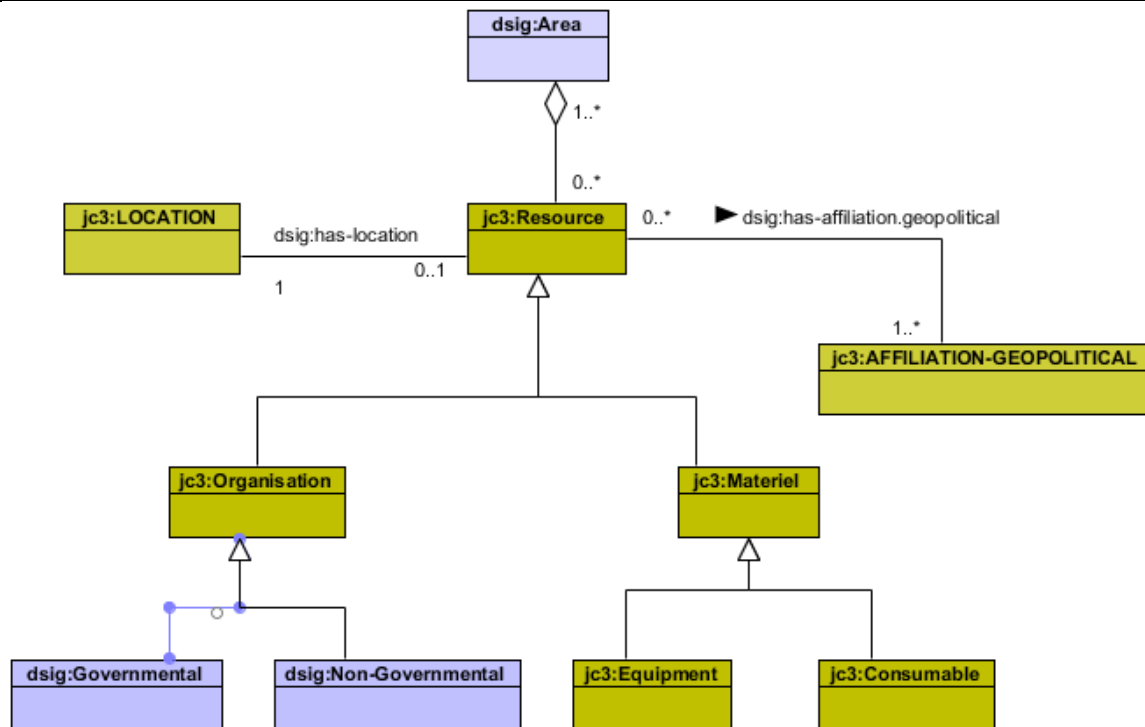 dsig:Area
1..*
0..*
jc3:LOCATION
jc3:Resource
0..*
dsig:has-affiliation.geopolitical
dsig:has-location
0..1
1
1..*
jc3:AFFILIATION-GEOPOLITICAL
jc3:Organisation
jc3:Materiel
dsig:Governmental
dsig:Non-Governmental
jc3:Equipment
jc3:Consumable